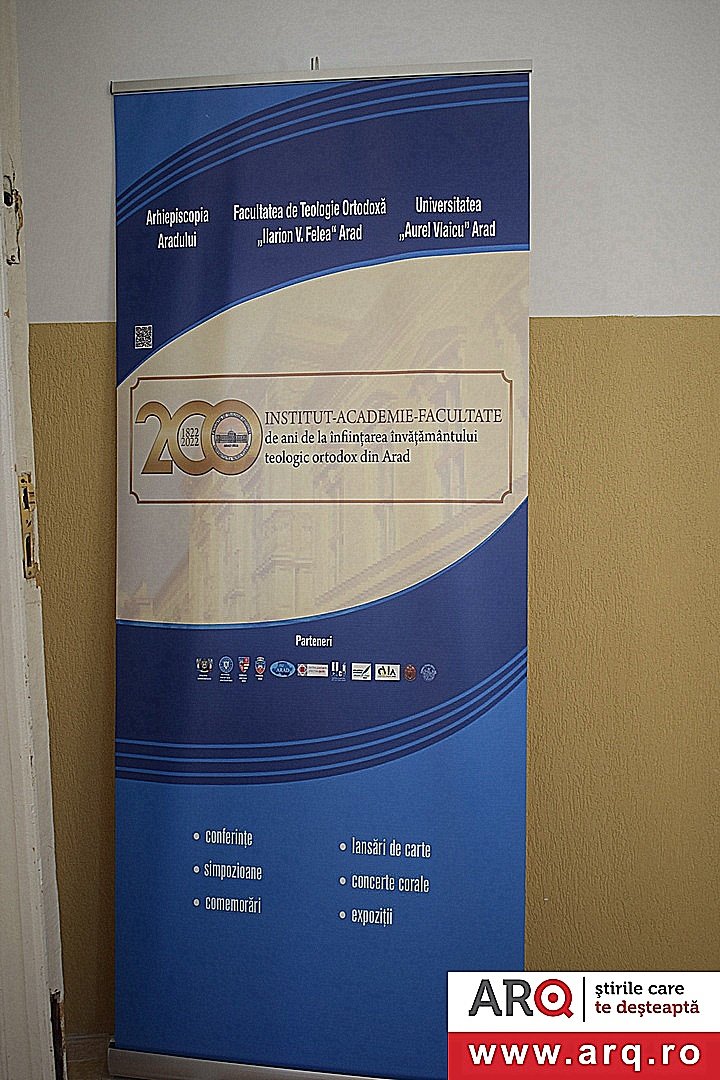 Arhiepiscopia
Aradului
Facultatea de Teologie Ortodoxă
„Ilarion V. Felea” Arad
Universitatea
„Aurel Vlaicu” Arad
200
1822
2022
INSTITUT-ACADEMIE-FACULTATE
de ani de la înființarea învățământului
teologic ortodox din Arad
Parteneri
ARAD
• conferințe
• simpozioane
• comemorări
• lansări de carte
• concerte corale
• expoziții
ARQ
știrile care
te deșteaptă
www.arq.ro